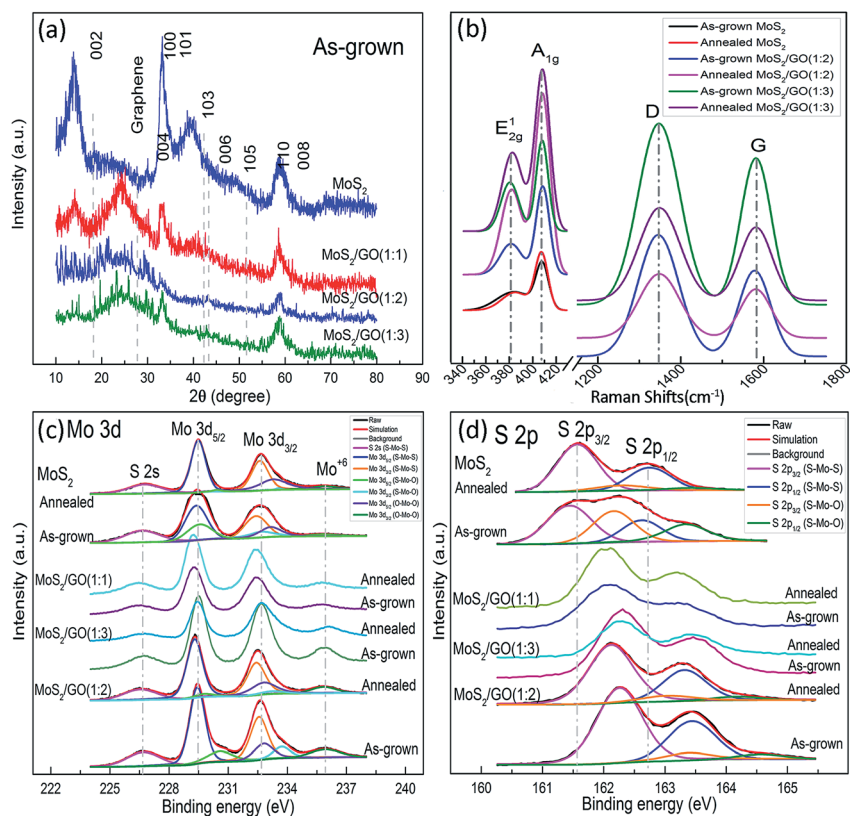 (a)
As-grown
002
Graphene
100
101
004
103
006
105
110
008
MoS2
MoS2/GO(1:1)
MoS2/GO(1:2)
MoS2/GO(1:3)
Intensity (a.u.)
10 20 30 40 50 60 70 80 90
2θ (degree)
(b)
As-grown MoS2
Annealed MoS2
As-grown MoS2/GO(1:2)
Annealed MoS2/GO(1:2)
As-grown MoS2/GO(1:3)
Annealed MoS2/GO(1:3)
E12g
A1g
D
G
Intensity (a.u.)
340 360 380 400 420 1200 1400 1600 1800
Raman Shifts(cm-1)
(c) Mo 3d
S 2s
Mo 3d5/2
Mo 3d3/2
Mo+6
Raw
Simulation
Background
S 2s (S-Mo-S)
Mo 3d5/2 (S-Mo-S)
Mo 3d3/2 (S-Mo-S)
Mo 3d5/2 (S-Mo-O)
Mo 3d3/2 (S-Mo-O)
Mo 3d5/2 (O-Mo-O)
Mo 3d3/2 (O-Mo-O)
MoS2
Annealed
As-grown
MoS2/GO(1:1)
Annealed
As-grown
MoS2/GO(1:3)
Annealed
As-grown
MoS2/GO(1:2)
Annealed
As-grown
Intensity (a.u.)
222 225 228 231 234 237 240
Binding energy (eV)
(d)
S 2p
S 2p3/2
S 2p1/2
Raw
Simulation
Background
S 2p3/2 (S-Mo-S)
S 2p1/2 (S-Mo-S)
S 2p3/2 (S-Mo-O)
S 2p1/2 (S-Mo-O)
MoS2
Annealed
As-grown
MoS2/GO(1:1)
Annealed
As-grown
MoS2/GO(1:3)
Annealed
As-grown
MoS2/GO(1:2)
Annealed
As-grown
Intensity (a.u.)
160 161 162 163 164 165
Binding energy (eV)